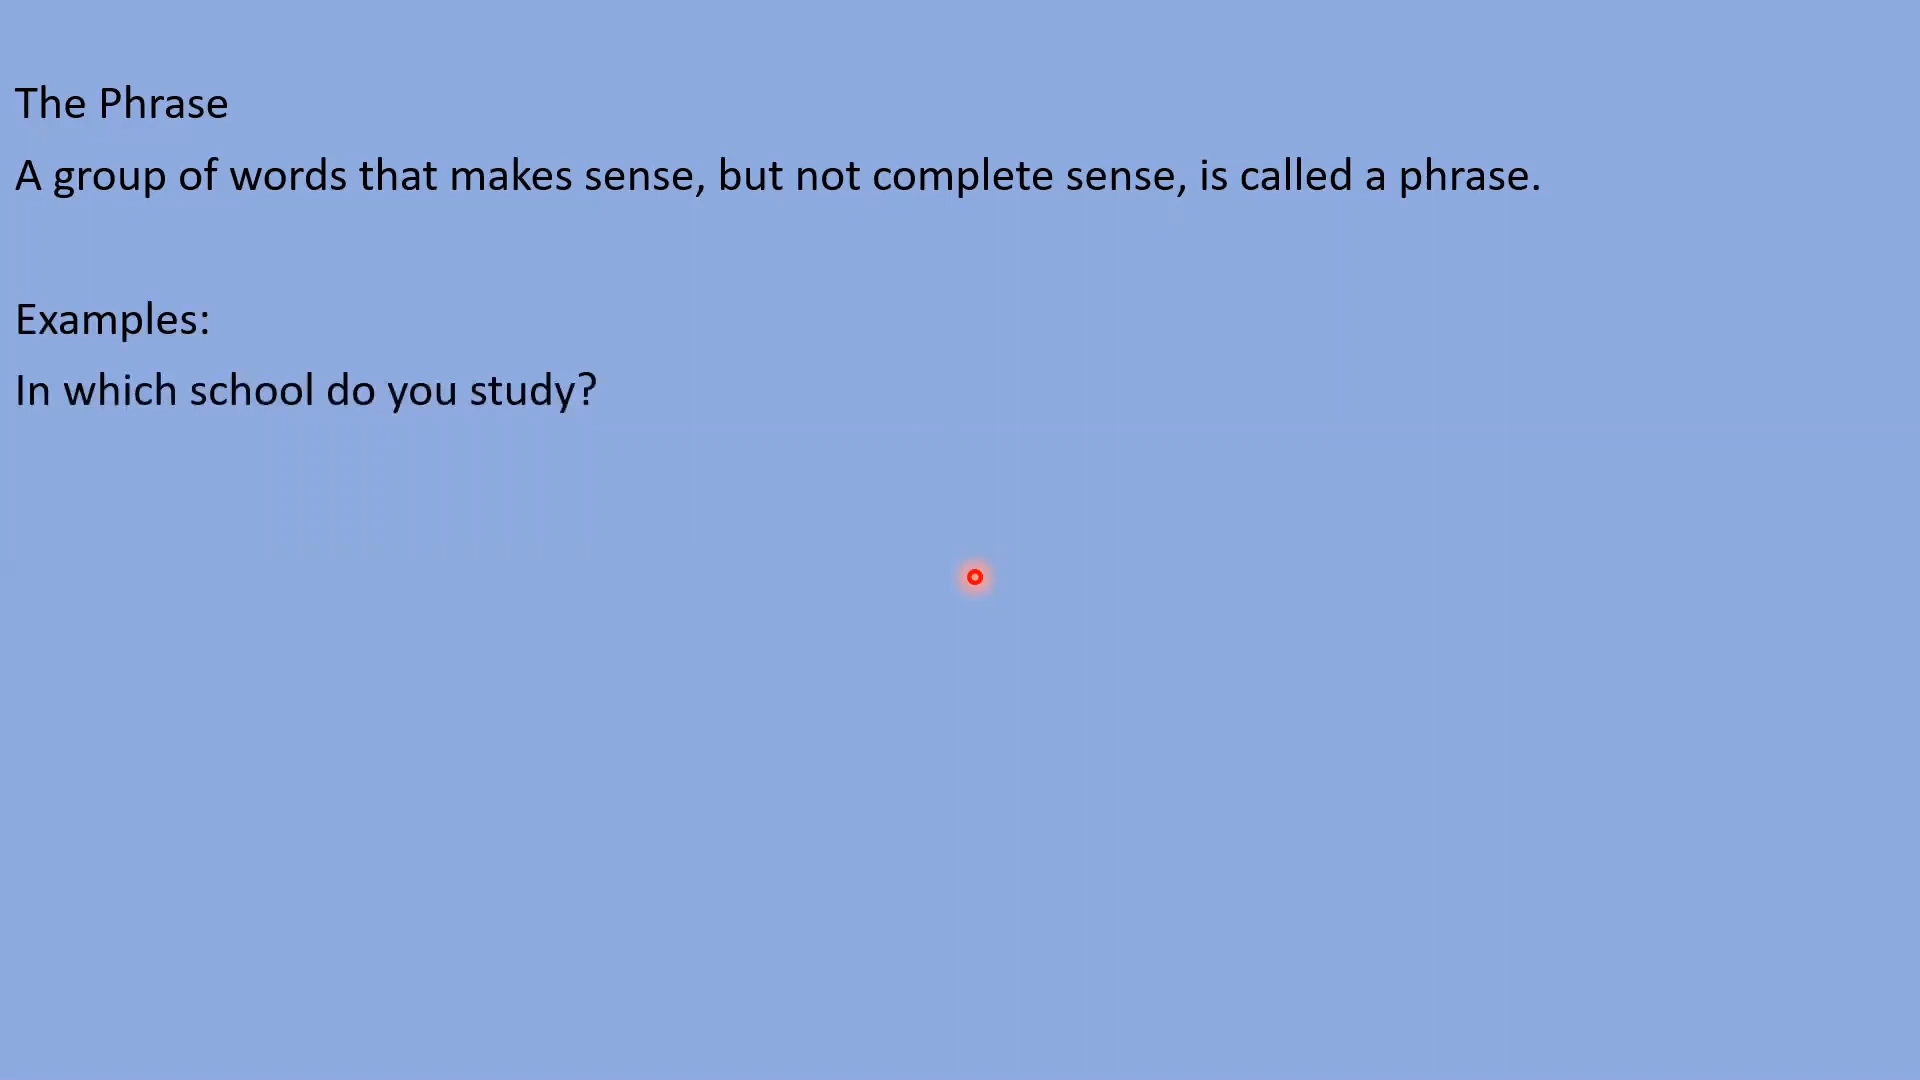 The Phrase
A group of words that makes sense, but not complete sense, is called a phrase.
Examples:
In which school do you study?